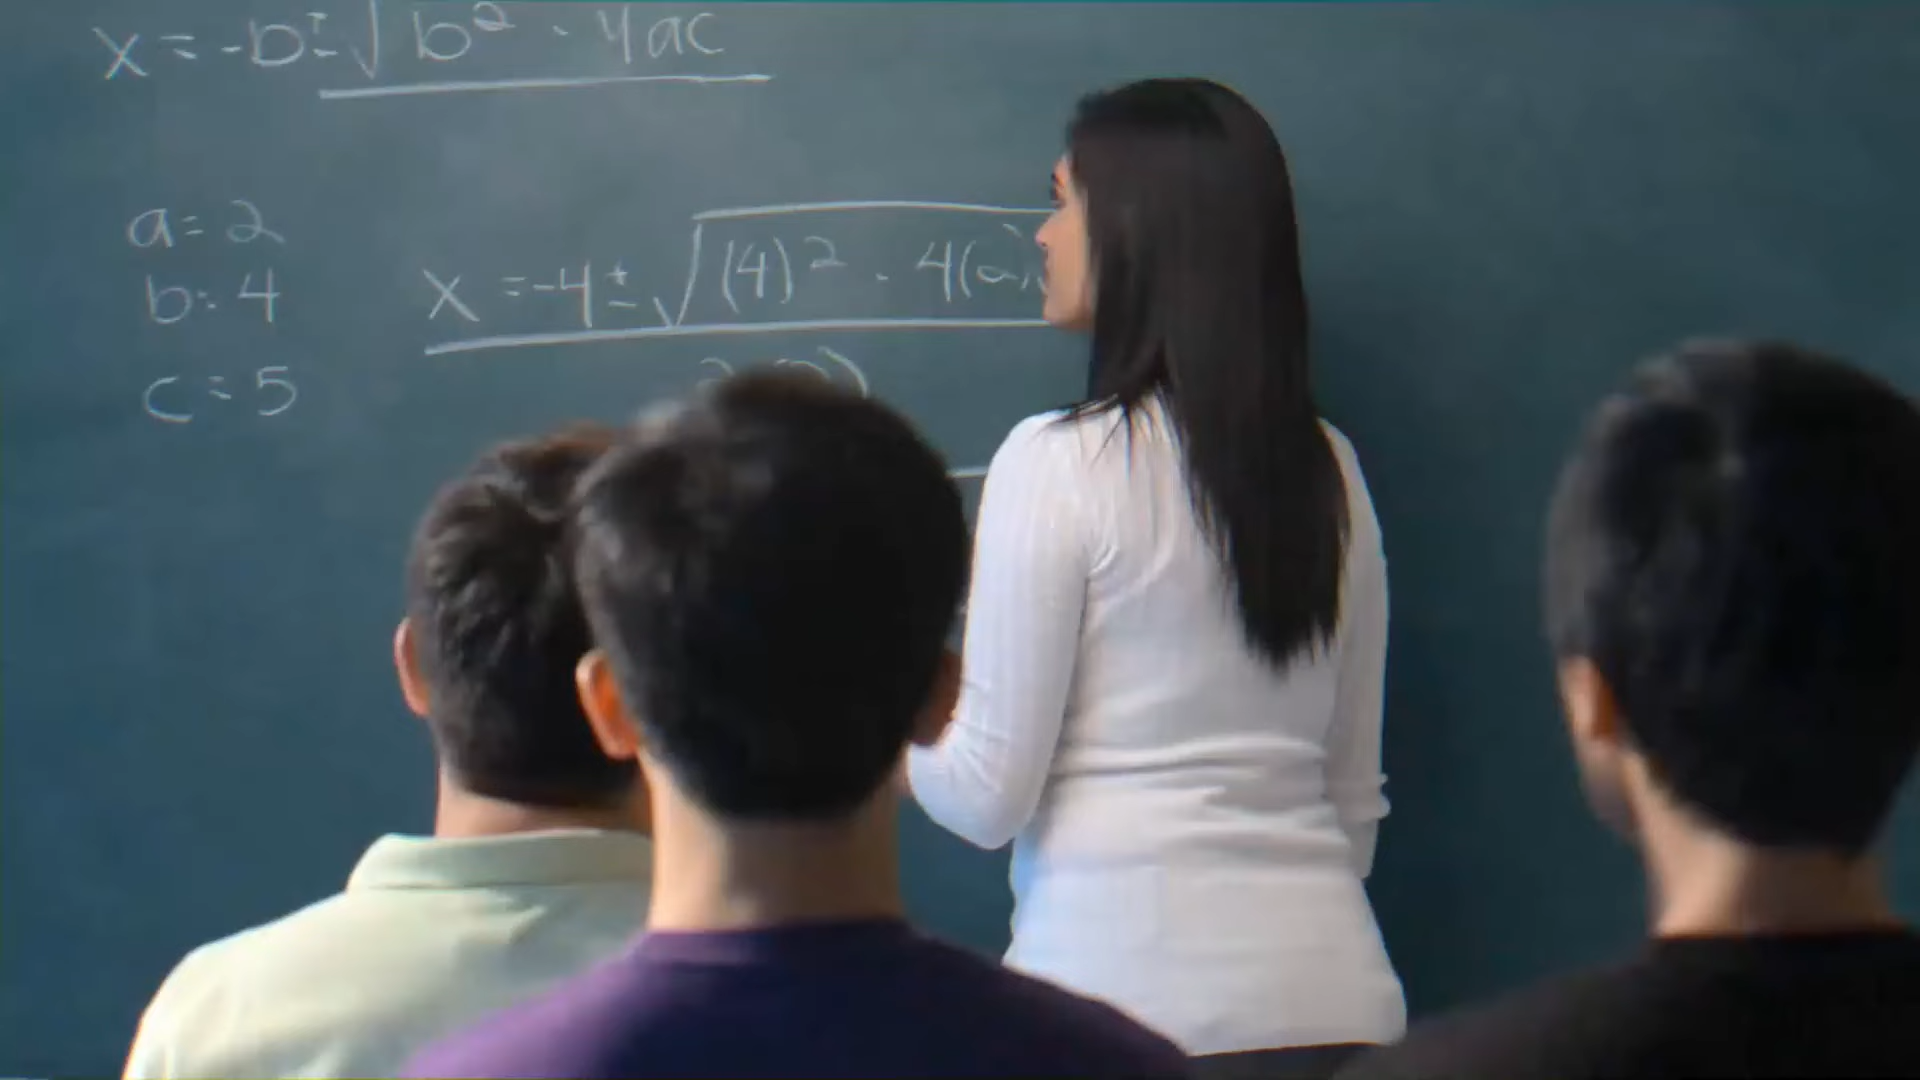 x = -b ± √ b² - 4ac
a = 2
b = 4
x = -4 ± √ (4)² - 4(2)
c = 5